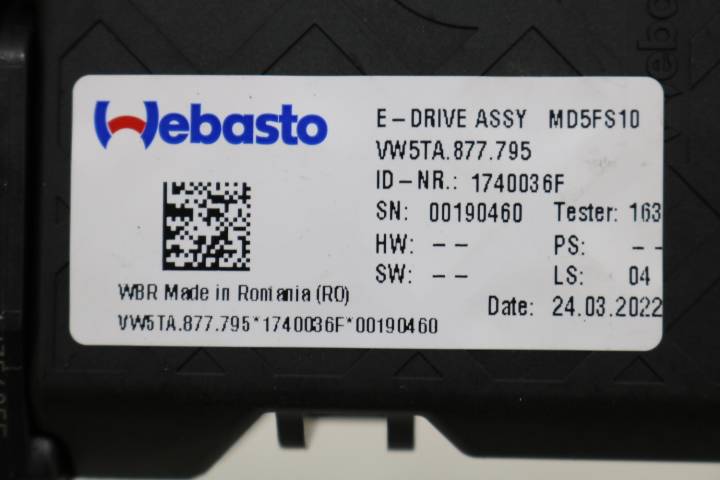 Webasto
E-DRIVE ASSY MD5FS10
VW5TA.877.795
ID-NR.: 1740036F
SN: 00190460 Tester: 163
HW: -- PS: --
SW: -- LS: 04
Date: 24.03.2022
WBR Made in Romania (RO)
VW5TA.877.795*1740036F*00190460